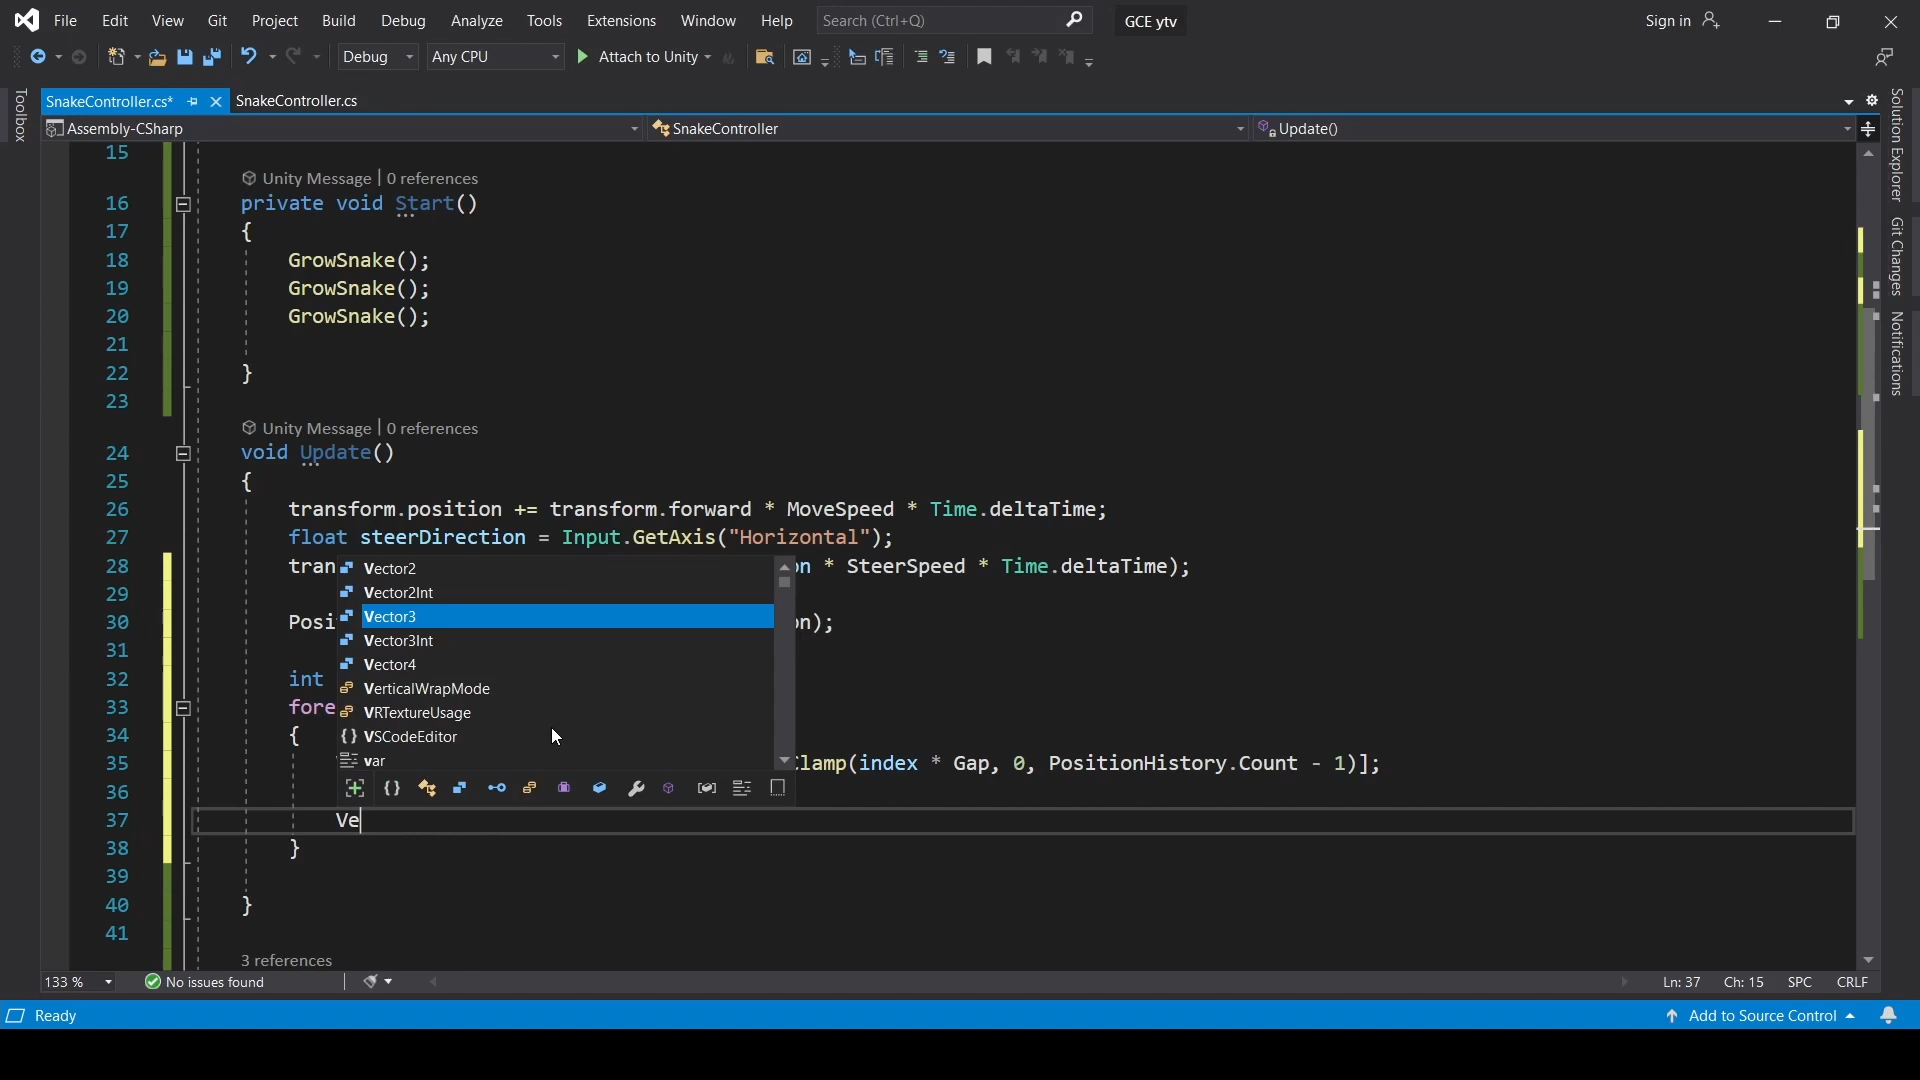 File Edit View Git Project Build Debug Analyze Tools Extensions Window Help Search (Ctrl+Q) GCE ytv Sign in
Debug Any CPU Attach to Unity
Toolbox
SnakeController.cs* SnakeController.cs
Assembly-CSharp SnakeController Update()
Solution Explorer
Git Changes
Notifications
15
Unity Message | 0 references
16 private void Start()
17 {
18 GrowSnake();
19 GrowSnake();
20 GrowSnake();
21
22 }
23
Unity Message | 0 references
24 void Update()
25 {
26 transform.position += transform.forward * MoveSpeed * Time.deltaTime;
27 float steerDirection = Input.GetAxis("Horizontal");
28 tran on * SteerSpeed * Time.deltaTime);
29
30 Posi on);
31
32 int
33 fore
34 {
35 Clamp(index * Gap, 0, PositionHistory.Count - 1)];
36
37 Ve
38 }
39
40 }
41
3 references
Vector2
Vector2Int
Vector3
Vector3Int
Vector4
VerticalWrapMode
VRTextureUsage
{} VSCodeEditor
var
133 % No issues found Ln: 37 Ch: 15 SPC CRLF
Ready Add to Source Control